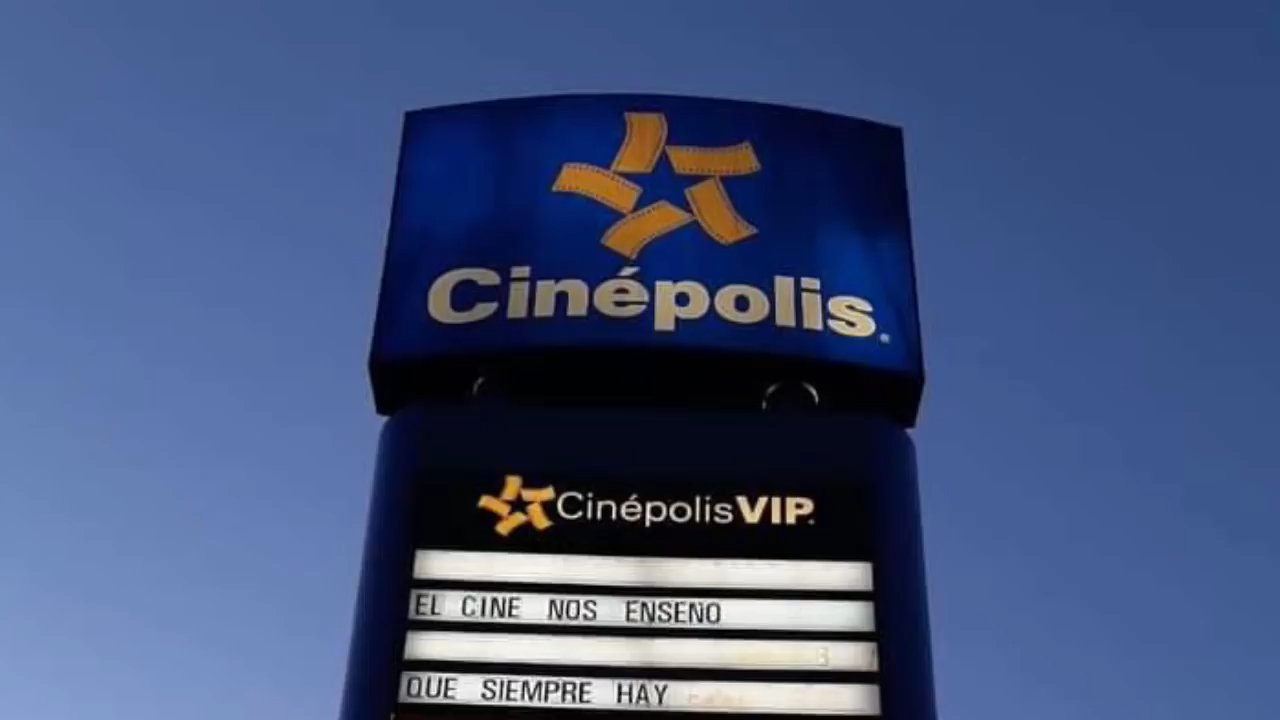 Cinépolis.
CinépolisVIP.
EL CINE NOS ENSENO
QUE SIEMPRE HAY